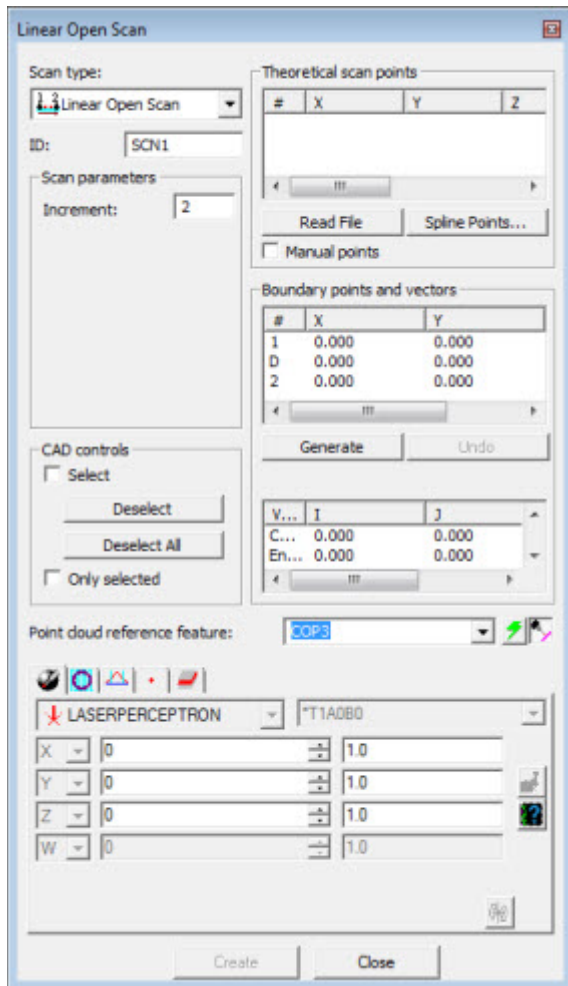 Linear Open Scan
Scan type:
Linear Open Scan
ID: SCN1
Scan parameters
Increment: 2
Theoretical scan points
# X Y Z
Read File Spline Points...
Manual points
Boundary points and vectors
# X Y
1 0.000 0.000
D 0.000 0.000
2 0.000 0.000
Generate Undo
CAD controls
Select
Deselect
Deselect All
Only selected
V... I J
C... 0.000 0.000
En... 0.000 0.000
Point cloud reference feature: COP3
LASERPERCEPTRON *T1A0B0
X 0 1.0
Y 0 1.0
Z 0 1.0
W 0 1.0
Create Close